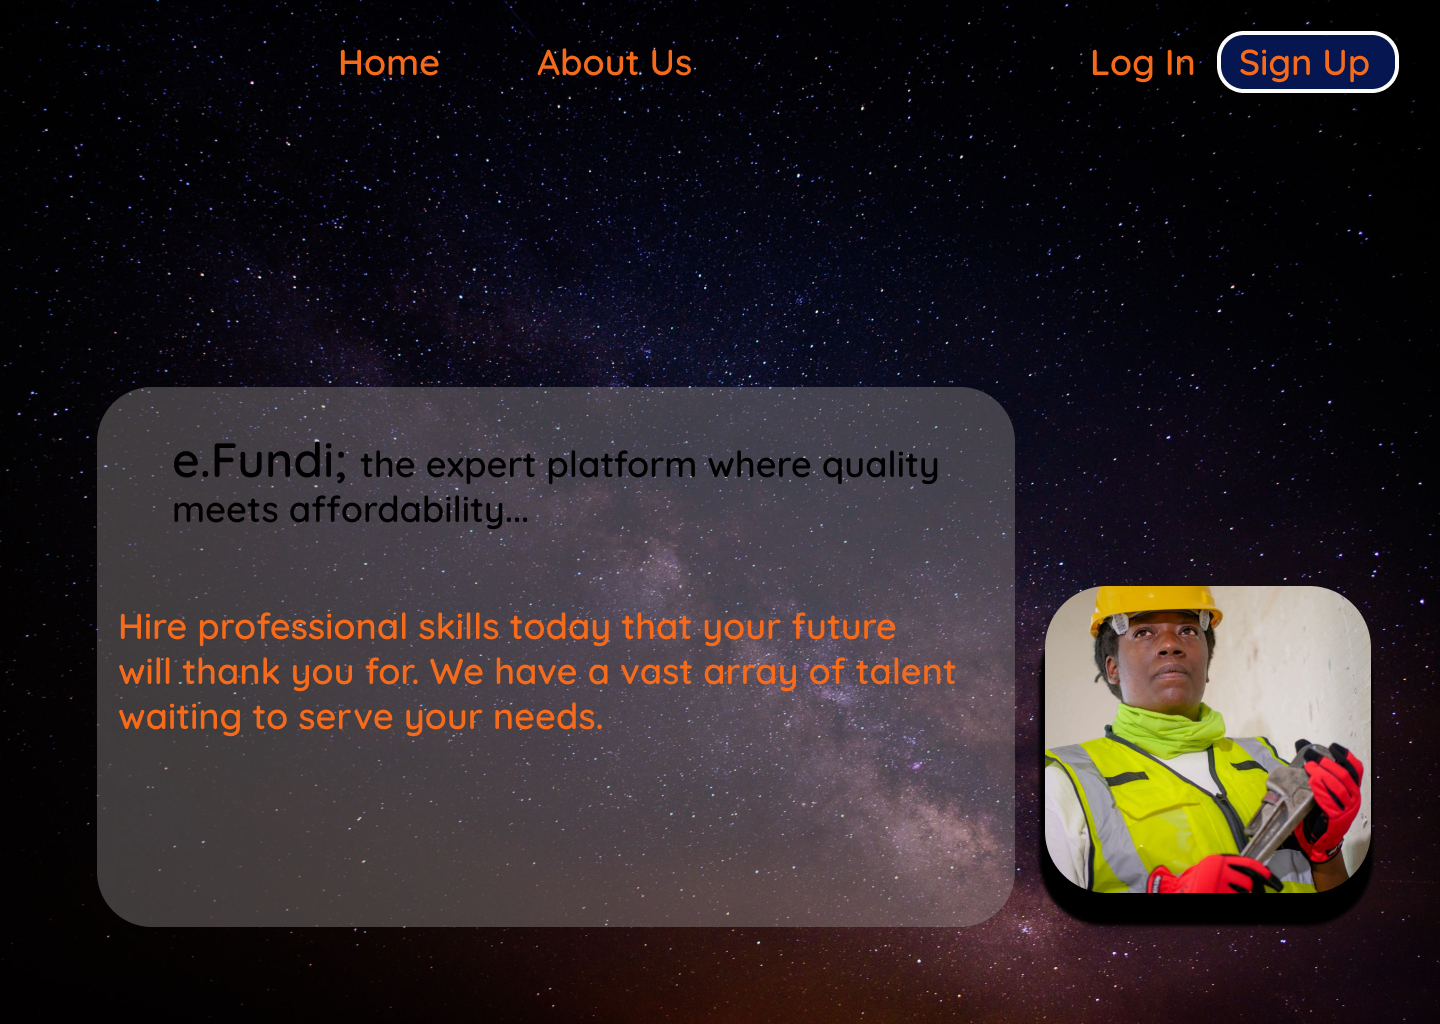 Home About Us Log In Sign Up
e.Fundi; the expert platform where quality
meets affordability...
Hire professional skills today that your future
will thank you for. We have a vast array of talent
waiting to serve your needs.